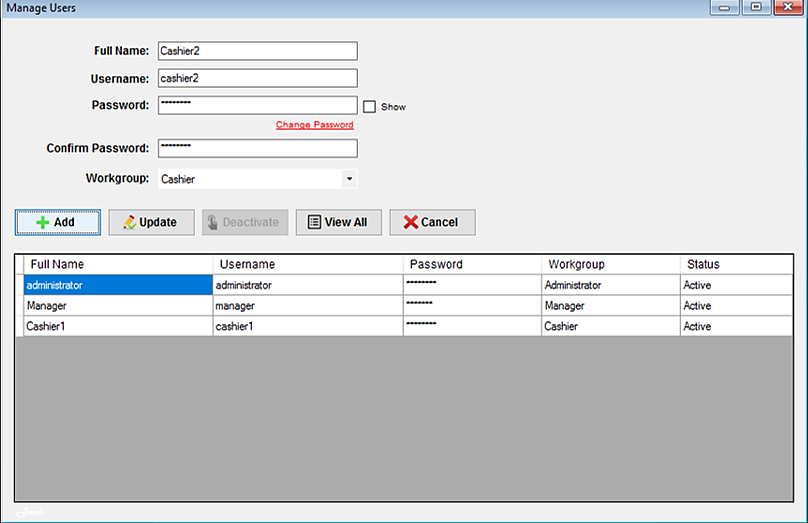 Manage Users
Full Name: Cashier2
Username: cashier2
Password: ******** Show
Change Password
Confirm Password: ********
Workgroup: Cashier
Add Update Deactivate View All Cancel
Full Name Username Password Workgroup Status
administrator administrator ******** Administrator Active
Manager manager ******* Manager Active
Cashier1 cashier1 ******** Cashier Active